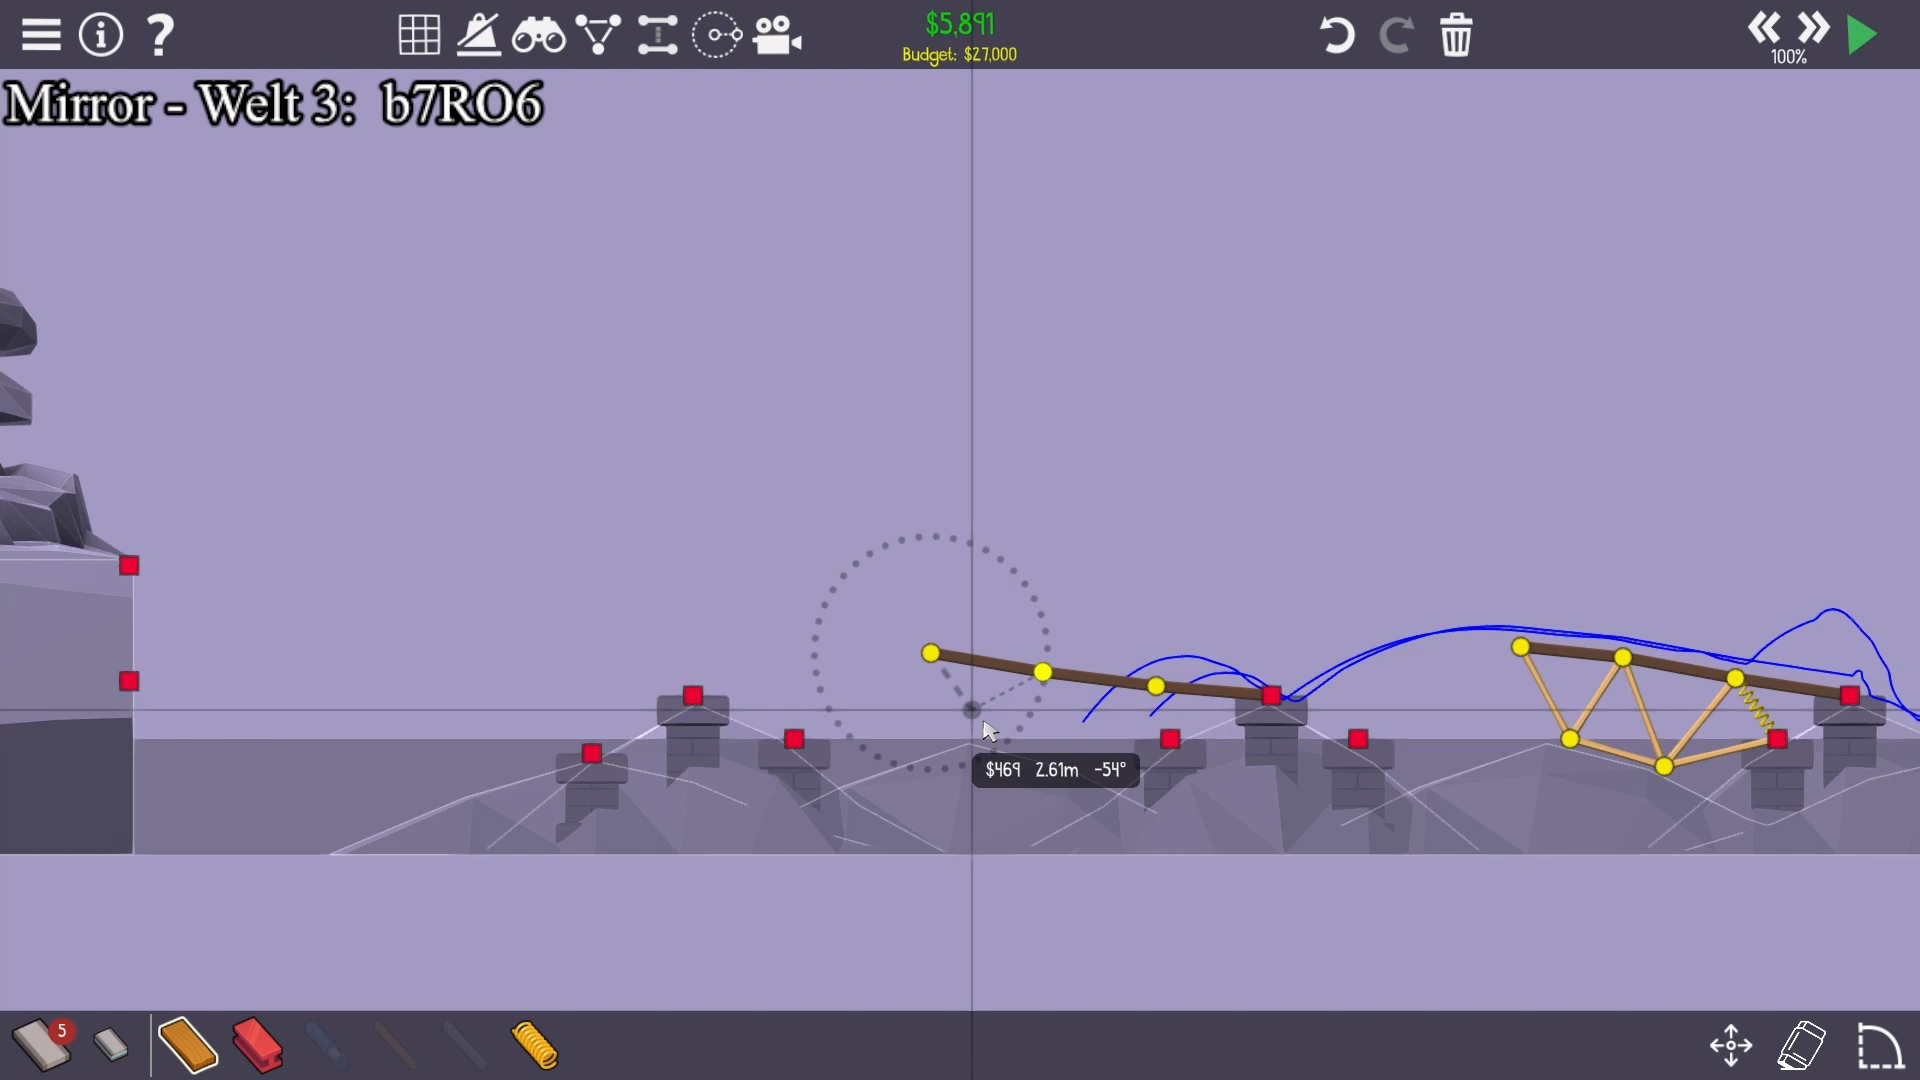 $5,891
Budget: $27,000
100%
Mirror - Welt 3: b7RO6
$469 2.61m -54°
5